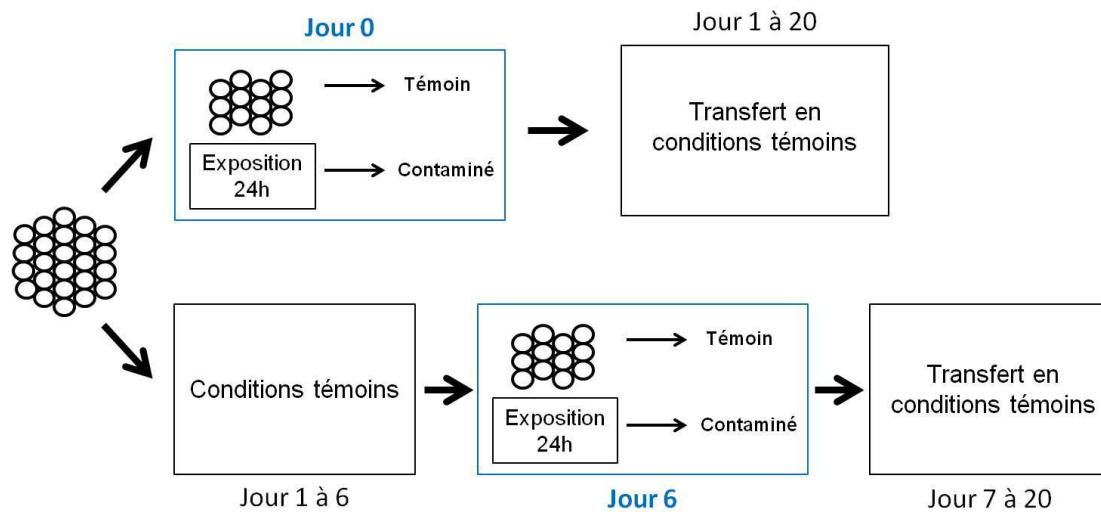 Jour 0
Jour 1 à 20
Témoin
Exposition
24h
Contaminé
Transfert en
conditions témoins
Conditions témoins
Témoin
Exposition
24h
Contaminé
Transfert en
conditions témoins
Jour 1 à 6
Jour 6
Jour 7 à 20